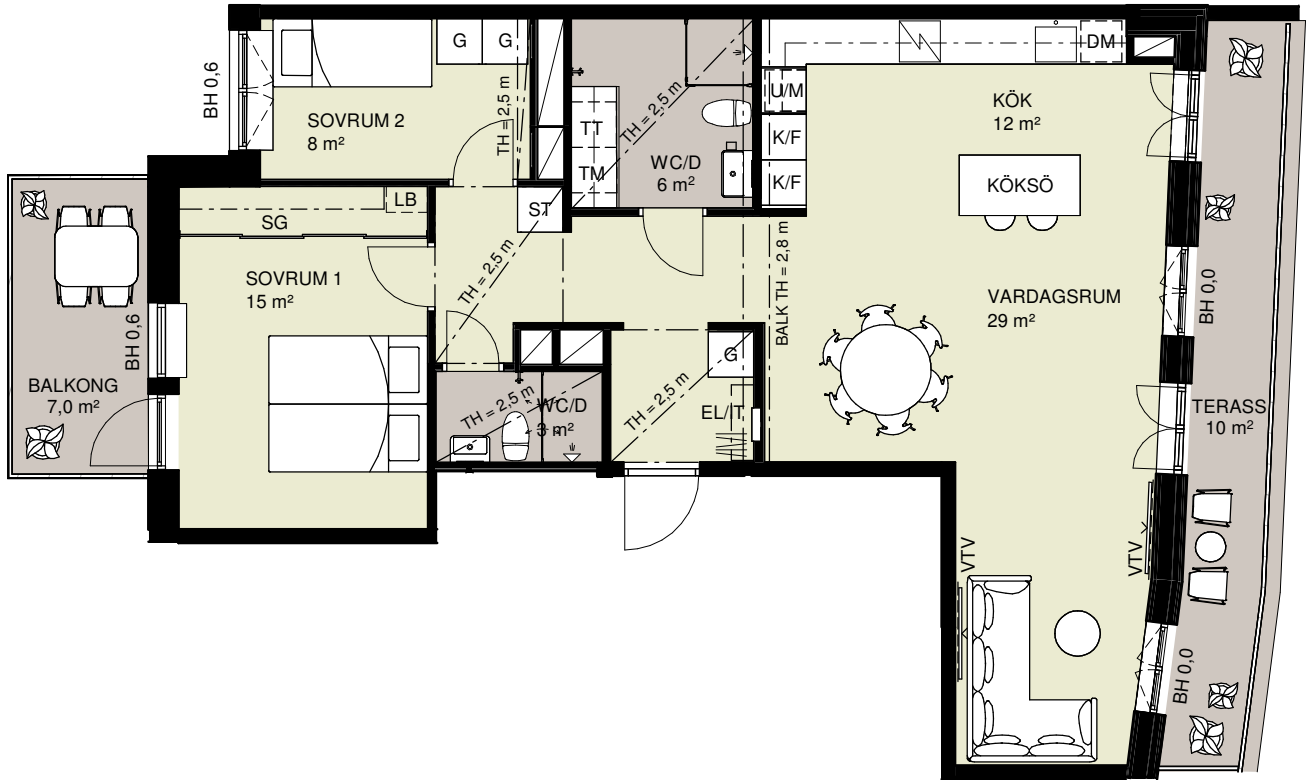 BH 0,6
G
G
TH = 2,5 m
SOVRUM 2
8 m²
TT
TM
TH = 2,5 m
WC/D
6 m²
U/M
K/F
K/F
DM
KÖK
12 m²
KÖKSÖ
LB
SG
ST
SOVRUM 1
15 m²
TH = 2,5 m
BALK TH = 2,8 m
VARDAGSRUM
29 m²
BH 0,0
BH 0,6
BALKONG
7,0 m²
TH = 2,5 m
WC/D
3 m²
G
TH = 2,5 m
EL/IT
TERASS
10 m²
VTV
VTV
BH 0,0